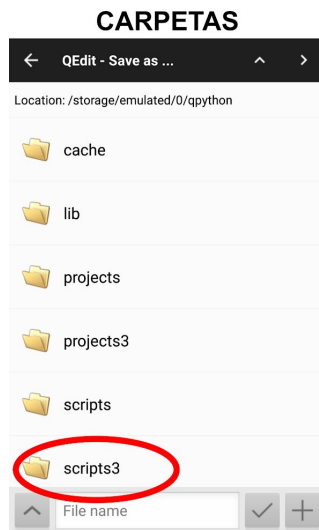 CARPETAS
QEdit - Save as ...
Location: /storage/emulated/0/qpython
cache
lib
projects
projects3
scripts
scripts3
File name